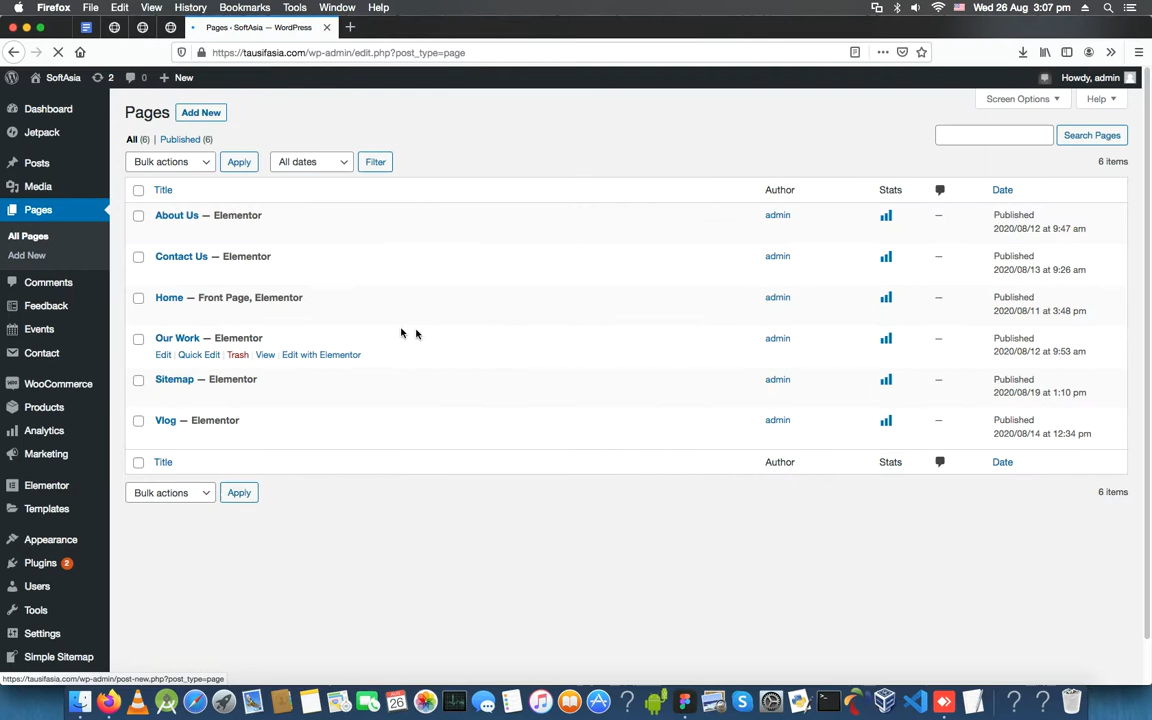 Firefox File Edit View History Bookmarks Tools Window Help Wed 26 Aug 3:07 pm
Pages ‹ SoftAsia — WordPress
https://tausifasia.com/wp-admin/edit.php?post_type=page
SoftAsia 2 0 New Howdy, admin
Dashboard
Jetpack
Posts
Media
Pages
All Pages
Add New
Comments
Feedback
Events
Contact
WooCommerce
Products
Analytics
Marketing
Elementor
Templates
Appearance
Plugins 2
Users
Tools
Settings
Simple Sitemap
Screen Options Help
Pages Add New
All (6) | Published (6)
Search Pages
Bulk actions Apply All dates Filter 6 items
Title Author Stats Date
About Us — Elementor admin — Published
2020/08/12 at 9:47 am
Contact Us — Elementor admin — Published
2020/08/13 at 9:26 am
Home — Front Page, Elementor admin — Published
2020/08/11 at 3:48 pm
Our Work — Elementor admin — Published
Edit | Quick Edit | Trash | View | Edit with Elementor 2020/08/12 at 9:53 am
Sitemap — Elementor admin — Published
2020/08/19 at 1:10 pm
Vlog — Elementor admin — Published
2020/08/14 at 12:34 pm
Title Author Stats Date
Bulk actions Apply 6 items
https://tausifasia.com/wp-admin/post-new.php?post_type=page
26